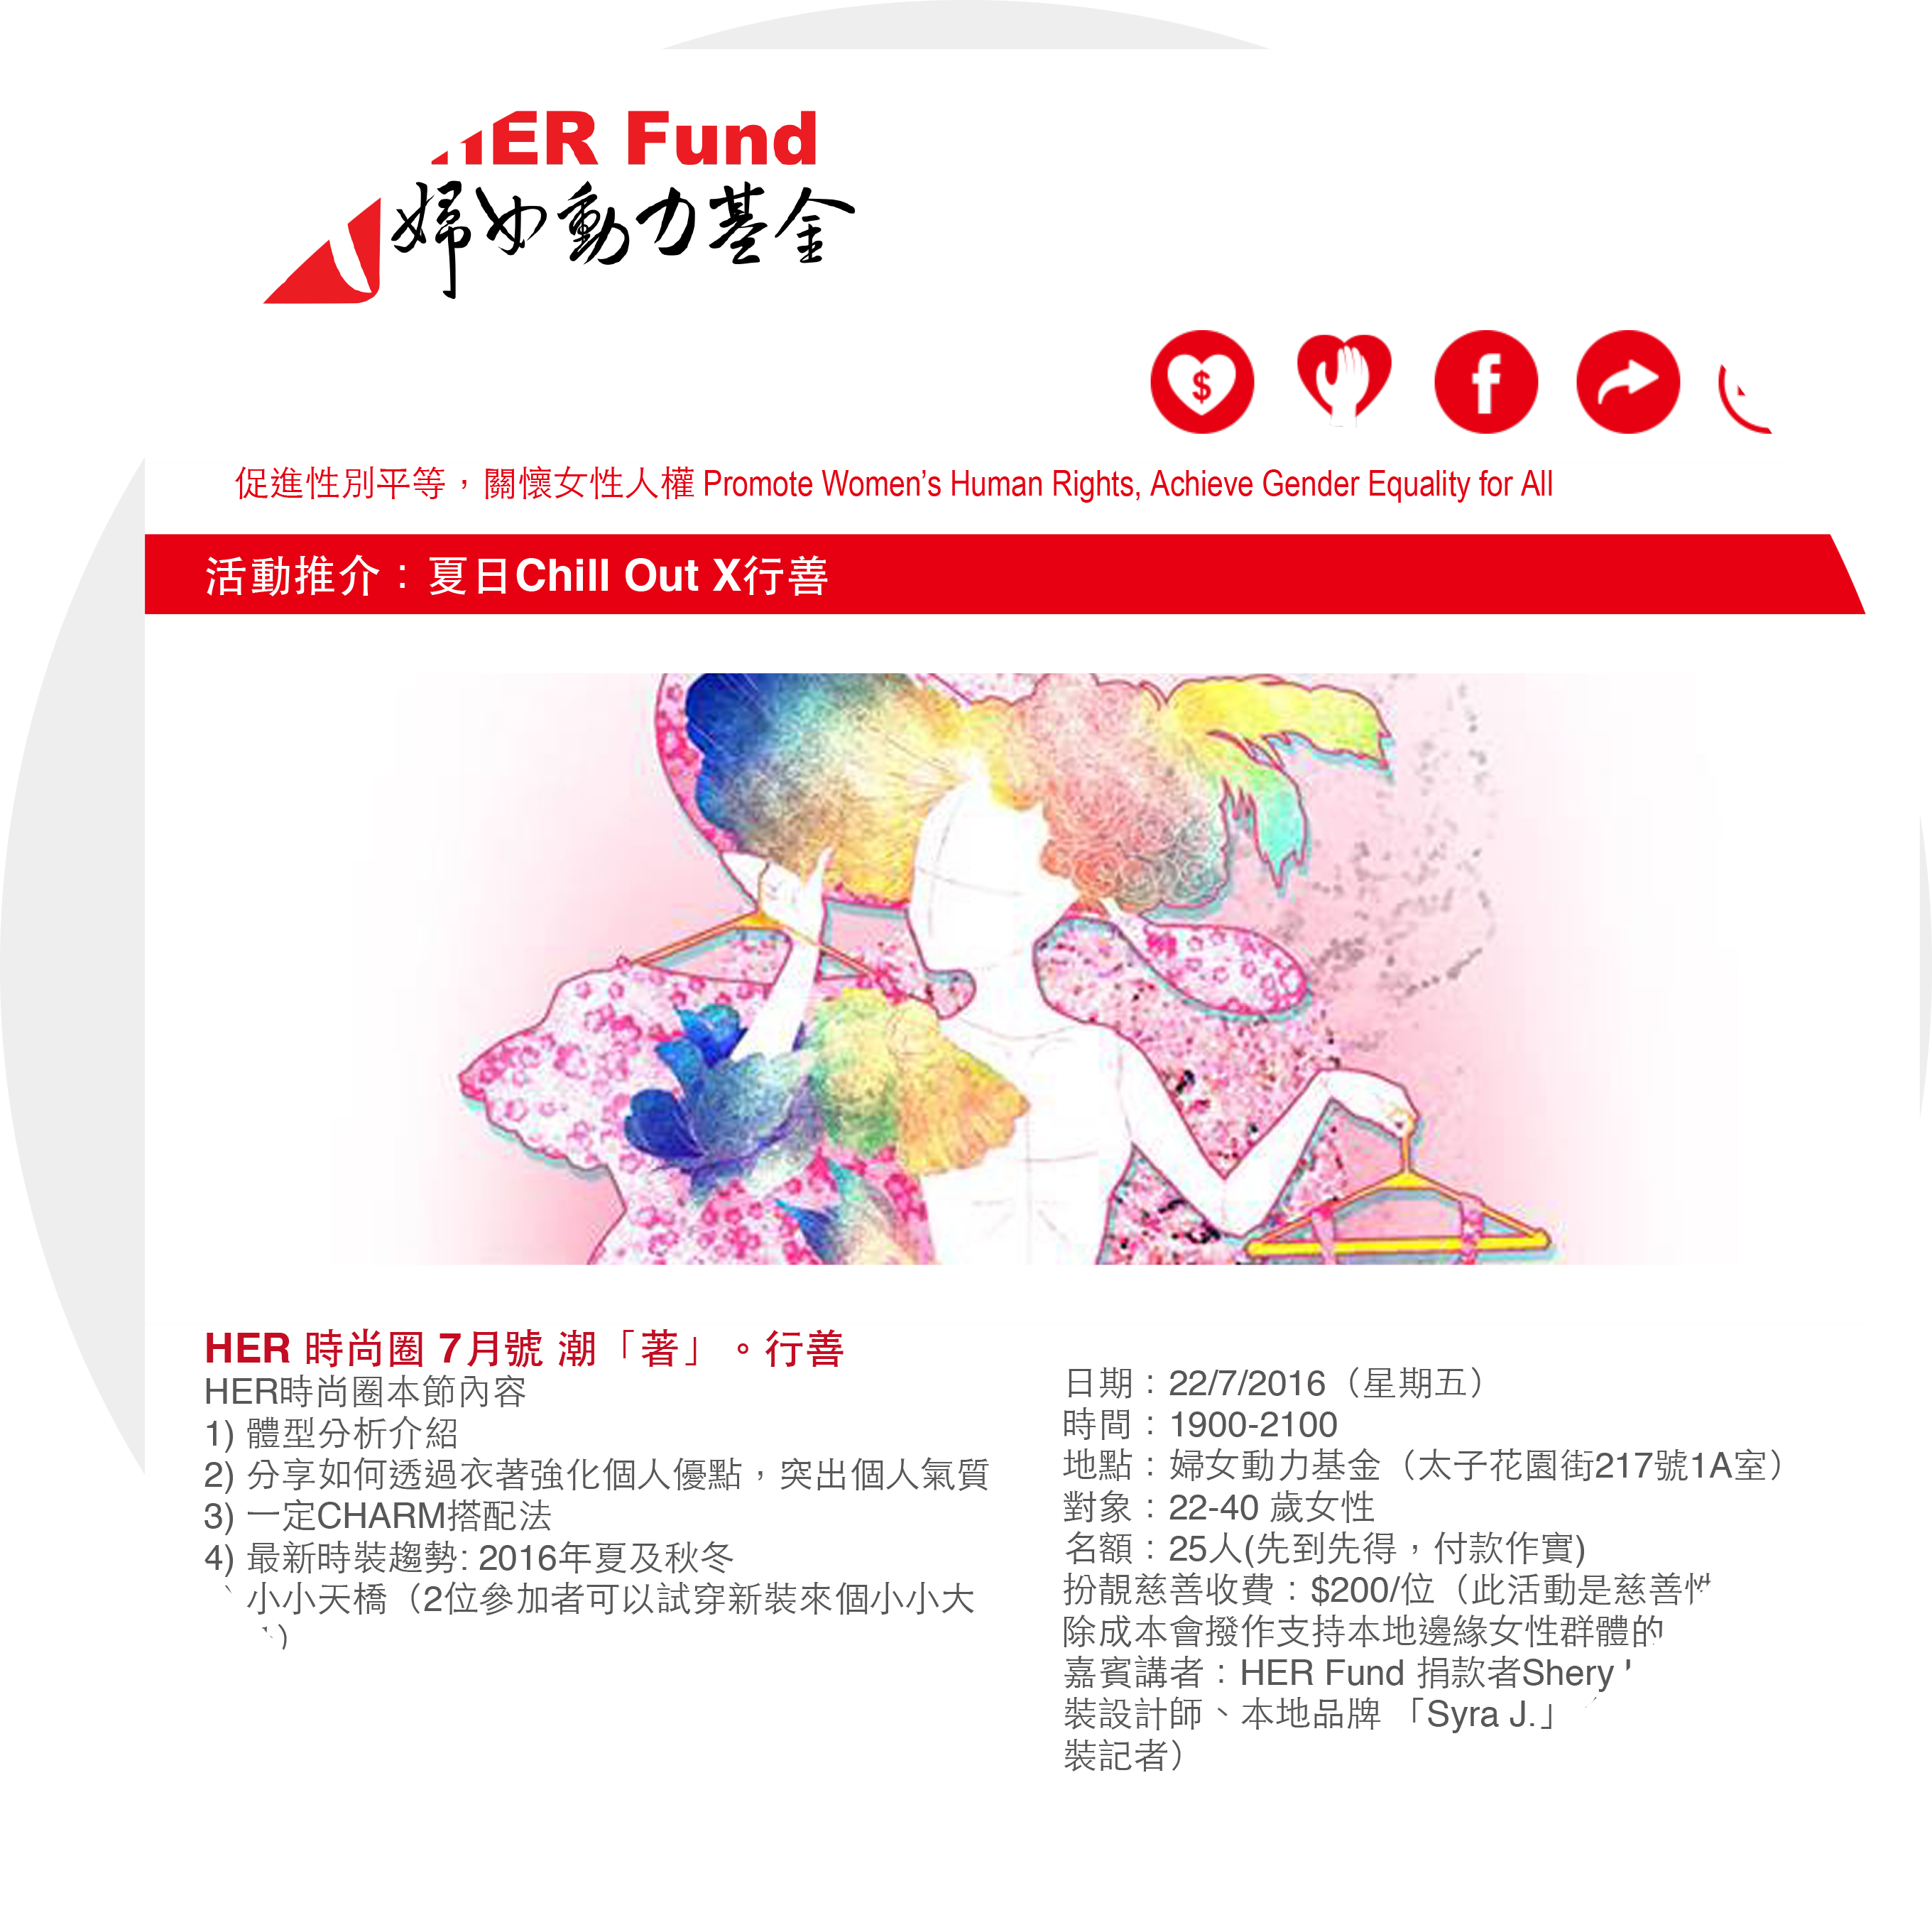 HER Fund
婦女動力基金
促進性別平等，關懷女性人權 Promote Women’s Human Rights, Achieve Gender Equality for All
活動推介：夏日Chill Out X行善
HER 時尚圈 7月號 潮「著」。行善
HER時尚圈本節內容
1) 體型分析介紹
2) 分享如何透過衣著強化個人優點，突出個人氣質
3) 一定CHARM搭配法
4) 最新時裝趨勢: 2016年夏及秋冬
小小天橋（2位參加者可以試穿新裝來個小小大
日期：22/7/2016（星期五）
時間：1900-2100
地點：婦女動力基金（太子花園街217號1A室）
對象：22-40 歲女性
名額：25人(先到先得，付款作實)
扮靚慈善收費：$200/位（此活動是慈善性
除成本會撥作支持本地邊緣女性群體的
嘉賓講者：HER Fund 捐款者Shery
裝設計師、本地品牌 「Syra J.」
裝記者）